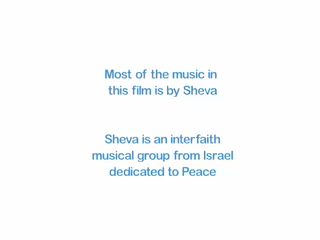 Most of the music in
this film is by Sheva
Sheva is an interfaith
musical group from Israel
dedicated to Peace